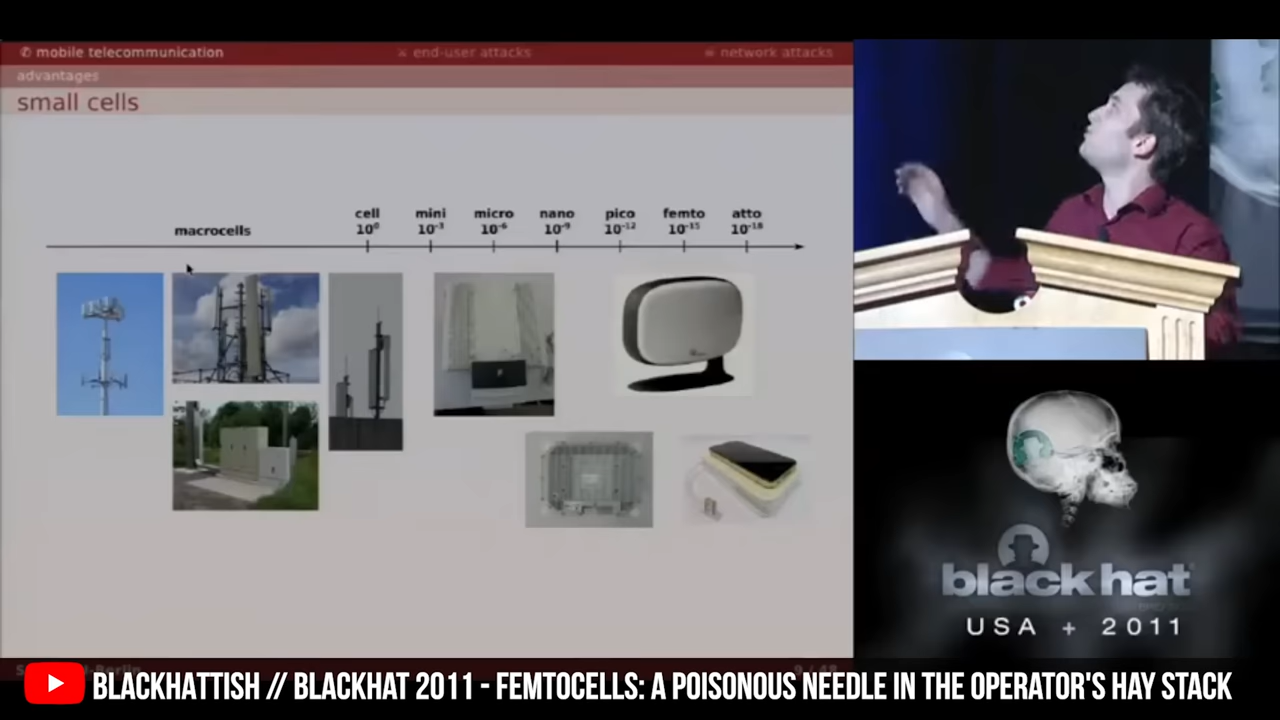 ✆ mobile telecommunication
☠ end-user attacks
☠ network attacks
advantages
small cells
macrocells
cell
10⁰
mini
10⁻³
micro
10⁻⁶
nano
10⁻⁹
pico
10⁻¹²
femto
10⁻¹⁵
atto
10⁻¹⁸
9 / 48
black hat
USA + 2011
BLACKHATTISH // BLACKHAT 2011 - FEMTOCELLS: A POISONOUS NEEDLE IN THE OPERATOR'S HAY STACK